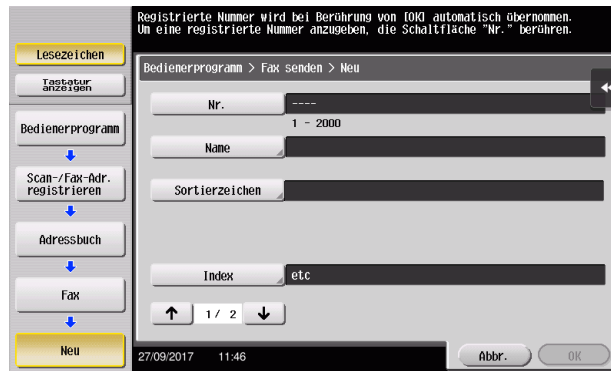 Registrierte Nummer wird bei Berührung von [OK] automatisch übernommen.
Um eine registrierte Nummer anzugeben, die Schaltfläche "Nr." berühren.
Lesezeichen
Tastatur
anzeigen
Bedienerprogramm
Scan-/Fax-Adr.
registrieren
Adressbuch
Fax
Neu
Bedienerprogramm > Fax senden > Neu
Nr.
----
1 - 2000
Name
Sortierzeichen
Index
etc
1/ 2
27/09/2017 11:46
Abbr.
OK